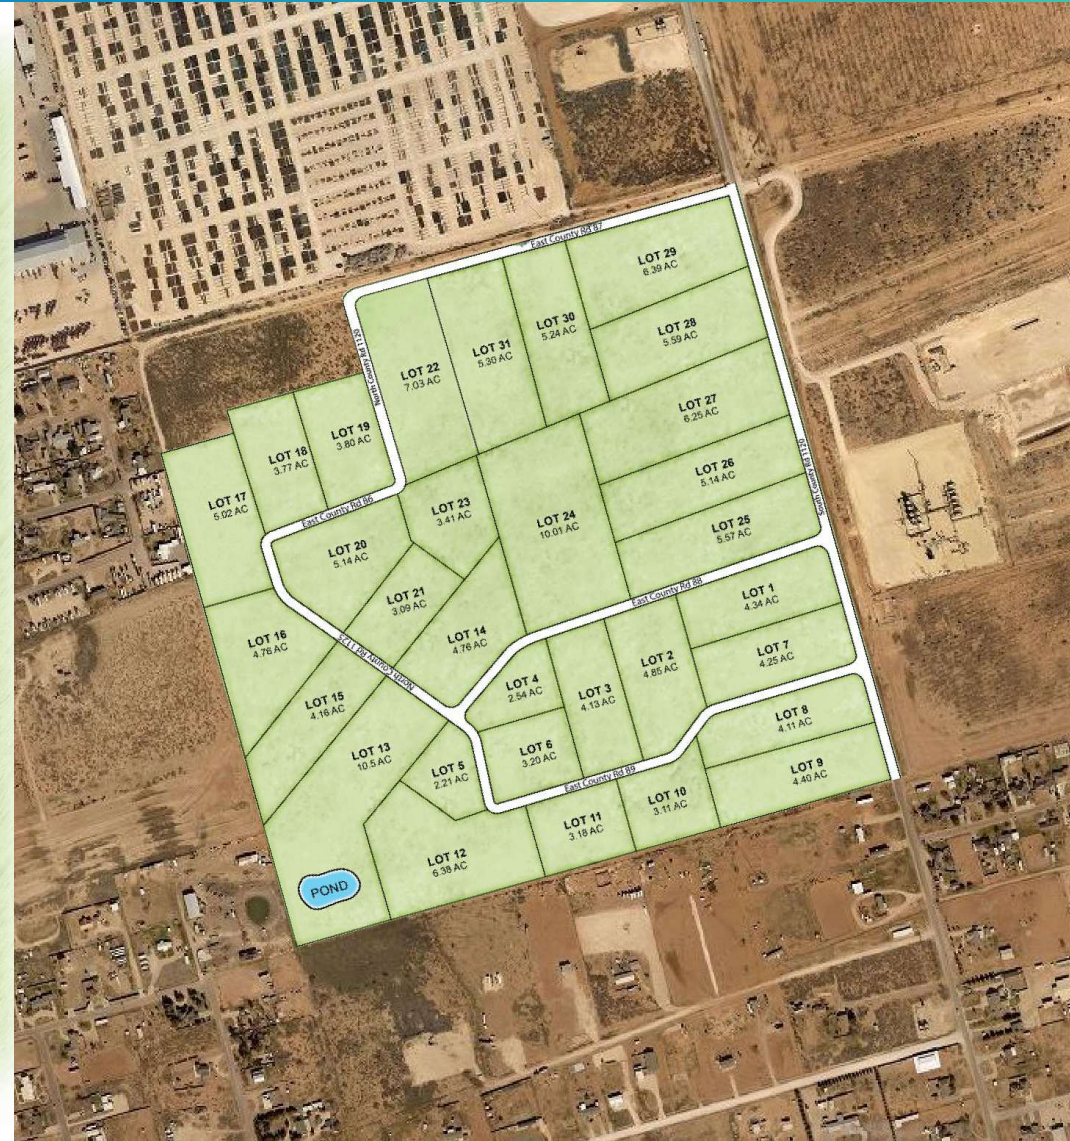 East County Rd 87
LOT 29
6.39 AC
LOT 30
5.24 AC
LOT 28
5.59 AC
LOT 31
5.30 AC
LOT 22
7.03 AC
North County Rd 1120
LOT 27
6.25 AC
LOT 19
3.80 AC
LOT 18
3.77 AC
South County Rd 1120
LOT 26
5.14 AC
LOT 17
5.02 AC
LOT 23
3.41 AC
East County Rd 86
LOT 24
10.01 AC
LOT 25
5.57 AC
LOT 20
5.14 AC
East County Rd 88
LOT 21
3.09 AC
LOT 1
4.34 AC
LOT 16
4.76 AC
LOT 14
4.76 AC
North County Rd 1125
LOT 7
4.25 AC
LOT 2
4.85 AC
LOT 4
2.54 AC
LOT 3
4.13 AC
LOT 15
4.16 AC
LOT 8
4.11 AC
LOT 13
10.5 AC
LOT 6
3.20 AC
LOT 5
2.21 AC
East County Rd 89
LOT 9
4.40 AC
LOT 10
3.11 AC
LOT 11
3.18 AC
LOT 12
6.38 AC
POND